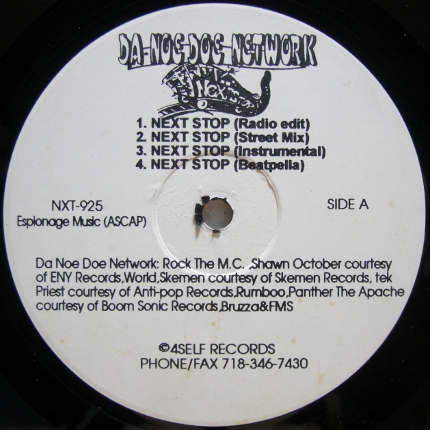 DA NOE DOE NETWORK
NEXT
1. NEXT STOP (Radio edit)
2. NEXT STOP (Street Mix)
3. NEXT STOP (Instrumental)
4. NEXT STOP (Beatpella)
NXT-925
SIDE A
Espionage Music (ASCAP)
Da Noe Doe Network: Rock The M.C. ,Shawn October courtesy
of ENY Records,World,Skemen courtesy of Skemen Records, tek
Priest courtesy of Anti-pop Records,Rumboo,Panther The Apache
courtesy of Boom Sonic Records,Bruzza&FMS
©4SELF RECORDS
PHONE/FAX 718-346-7430